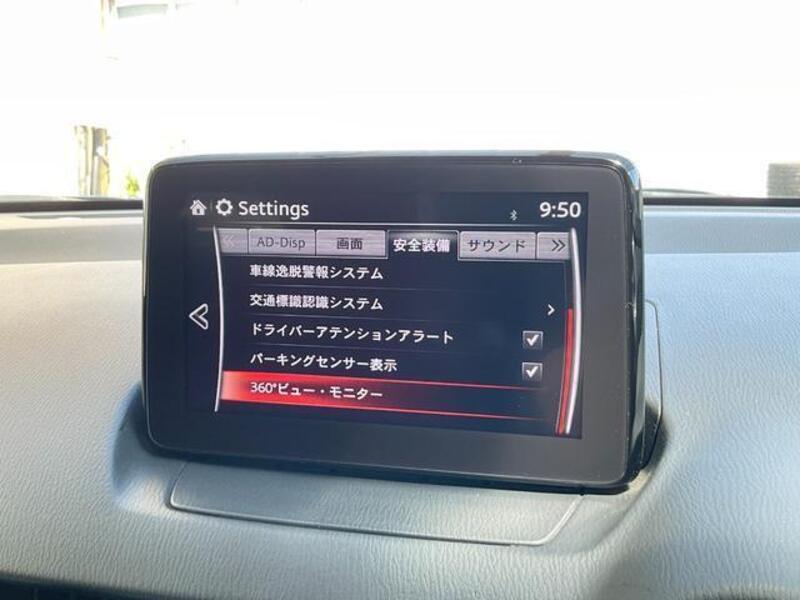 Settings 9:50
AD-Disp 画面 安全装備 サウンド
車線逸脱警報システム
交通標識認識システム
ドライバーアテンションアラート
パーキングセンサー表示
360°ビュー・モニター